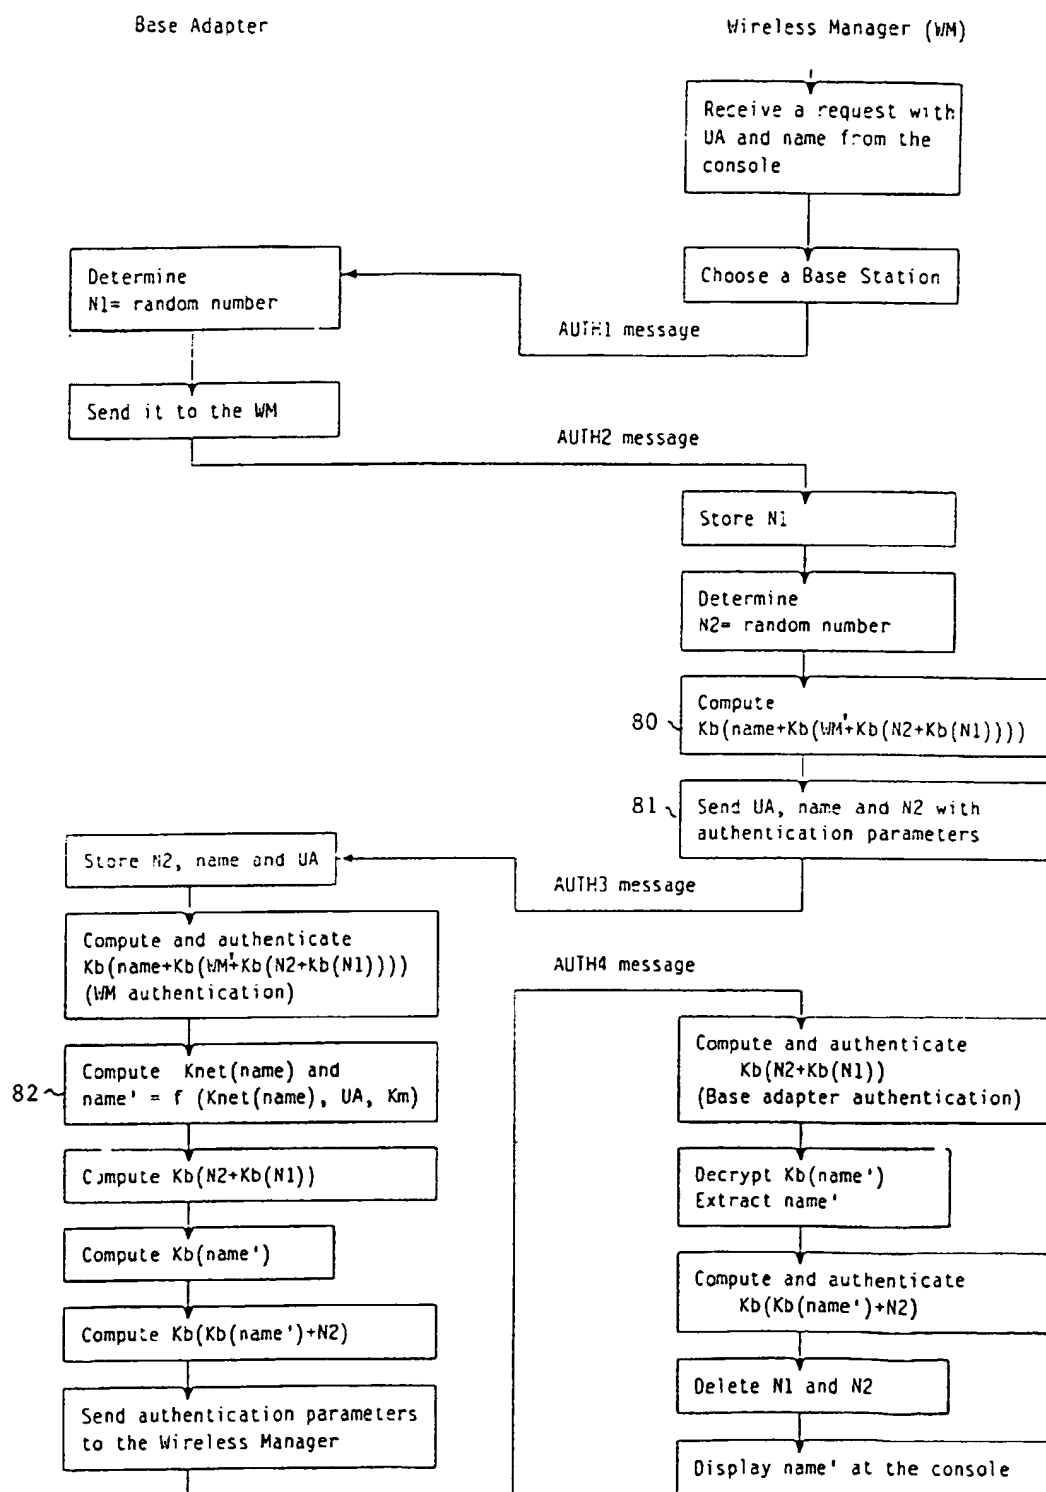 Base Adapter
Wireless Manager (WM)
Receive a request with
UA and name from the
console
Choose a Base Station
Determine
N1= random number
AUTH1 message
Send it to the WM
AUTH2 message
Store N1
Determine
N2= random number
80
Compute
Kb(name+Kb(WM'+Kb(N2+Kb(N1))))
81
Send UA, name and N2 with
authentication parameters
Store N2, name and UA
AUTH3 message
Compute and authenticate
Kb(name+Kb(WM'+Kb(N2+Kb(N1))))
(WM authentication)
AUTH4 message
Compute and authenticate
Kb(N2+Kb(N1))
(Base adapter authentication)
82
Compute Knet(name) and
name' = f (Knet(name), UA, Km)
Compute Kb(N2+Kb(N1))
Decrypt Kb(name')
Extract name'
Compute Kb(name')
Compute and authenticate
Kb(Kb(name')+N2)
Compute Kb(Kb(name')+N2)
Delete N1 and N2
Send authentication parameters
to the Wireless Manager
Display name' at the console